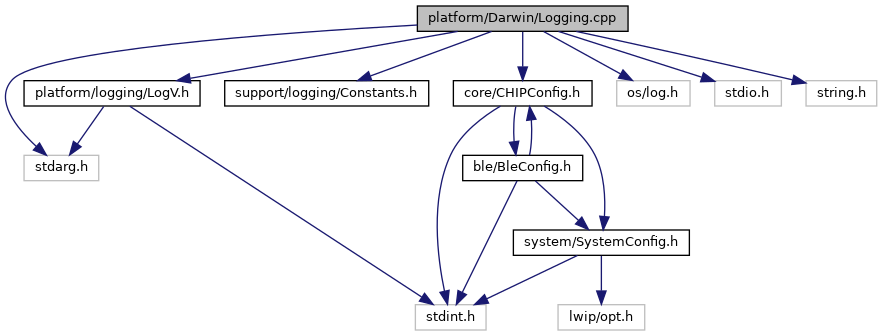 platform/Darwin/Logging.cpp
platform/logging/LogV.h
support/logging/Constants.h
core/CHIPConfig.h
os/log.h
stdio.h
string.h
stdarg.h
ble/BleConfig.h
system/SystemConfig.h
stdint.h
lwip/opt.h